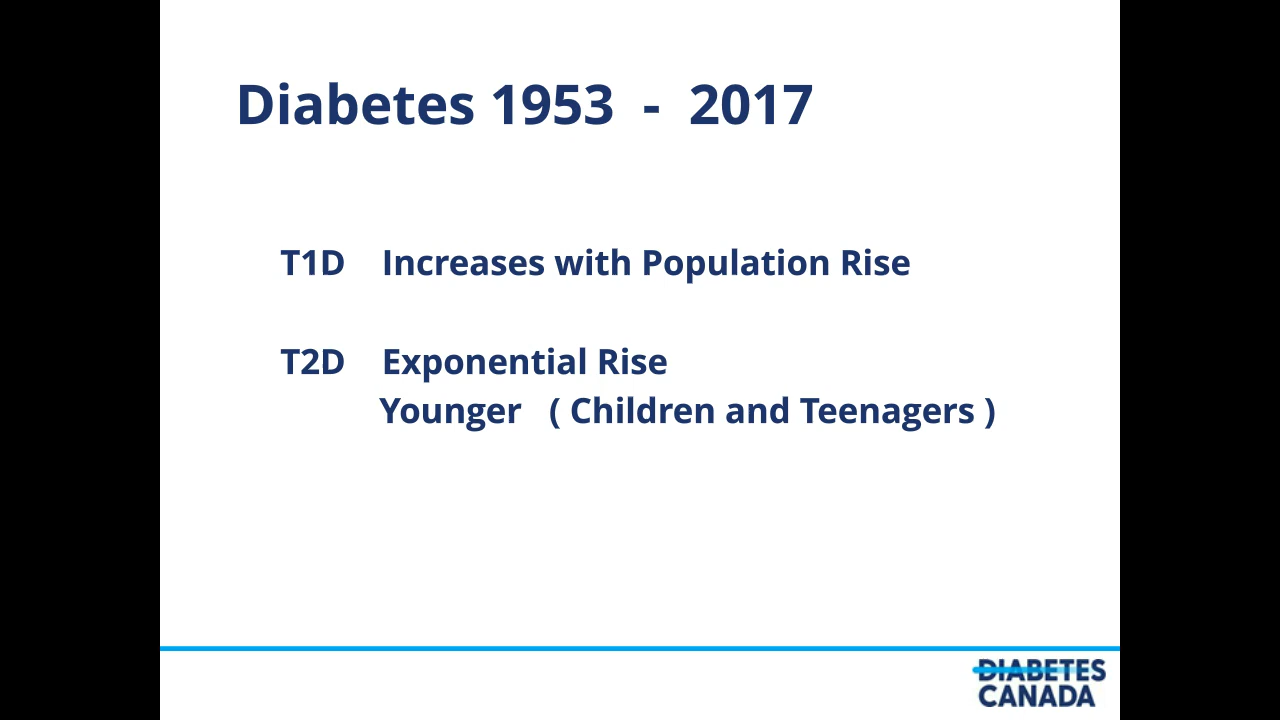 Diabetes 1953 - 2017
T1D Increases with Population Rise
T2D Exponential Rise
Younger ( Children and Teenagers )
DIABETES
CANADA